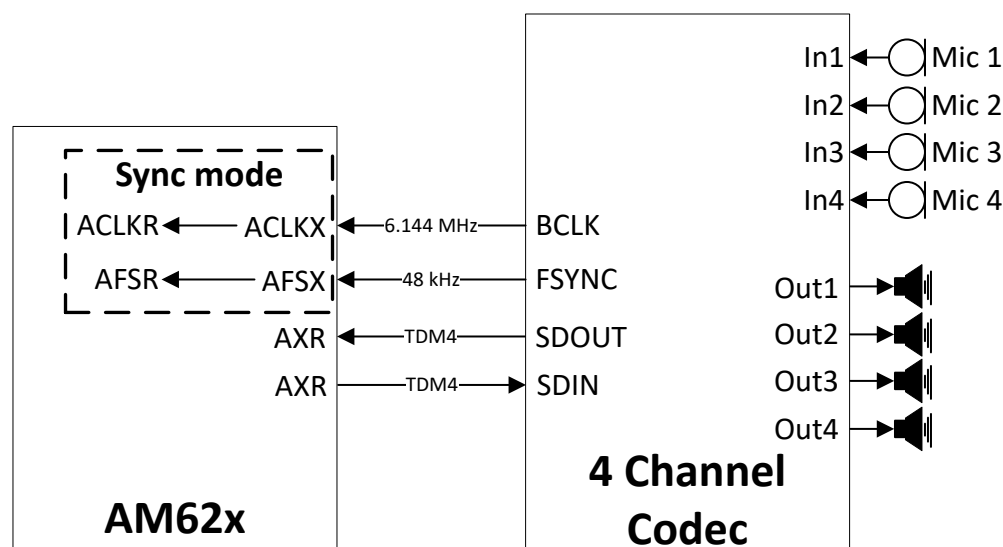 In1 Mic 1
In2 Mic 2
In3 Mic 3
In4 Mic 4
Sync mode
ACLKR ACLKX 6.144 MHz BCLK
AFSR AFSX 48 kHz FSYNC
AXR TDM4 SDOUT
AXR TDM4 SDIN
Out1
Out2
Out3
Out4
4 Channel
Codec
AM62x